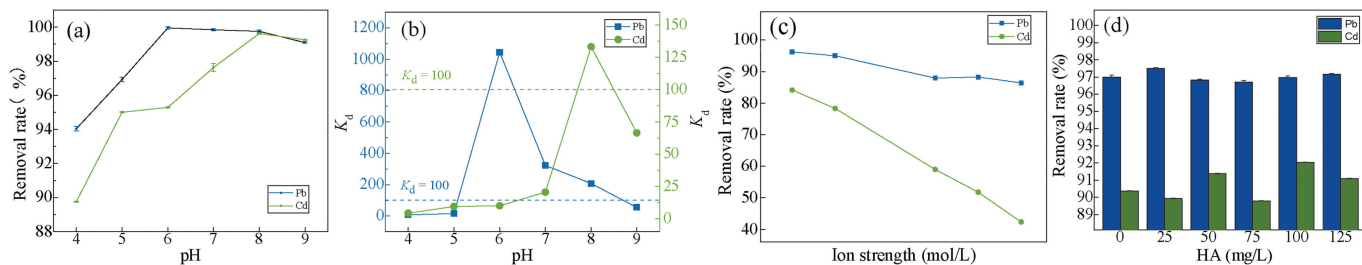 (a)
Removal rate (%)
100
98
96
94
92
90
88
Pb
Cd
4 5 6 7 8 9
pH
(b)
Kd
1200
1000
800
600
400
200
0
Kd = 100
Kd = 100
Pb
Cd
150
125
100
75
50
25
0
Kd
4 5 6 7 8 9
pH
(c)
Removal rate (%)
100
90
80
70
60
50
40
Pb
Cd
Ion strength (mol/L)
(d)
Removal rate (%)
100
99
98
97
96
95
94
93
92
91
90
89
Pb
Cd
0 25 50 75 100 125
HA (mg/L)